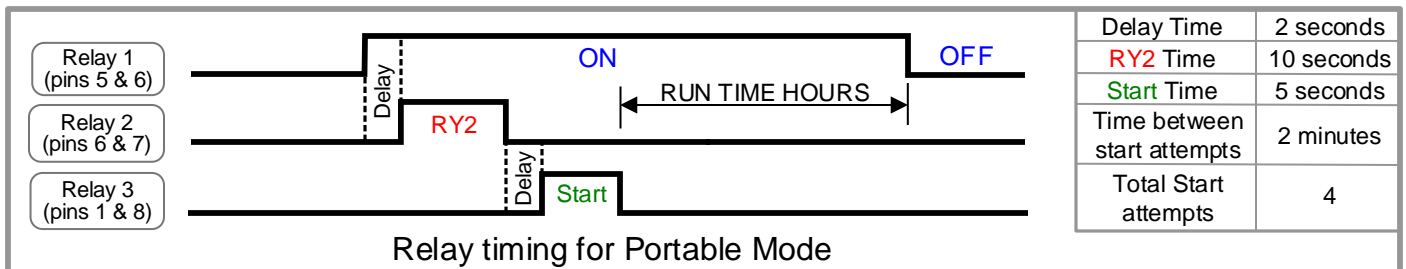 Relay 1
(pins 5 & 6)
Delay
ON
OFF
RUN TIME HOURS
Relay 2
(pins 6 & 7)
RY2
Delay
Relay 3
(pins 1 & 8)
Start
Relay timing for Portable Mode
Delay Time 2 seconds
RY2 Time 10 seconds
Start Time 5 seconds
Time between
start attempts
2 minutes
Total Start
attempts
4